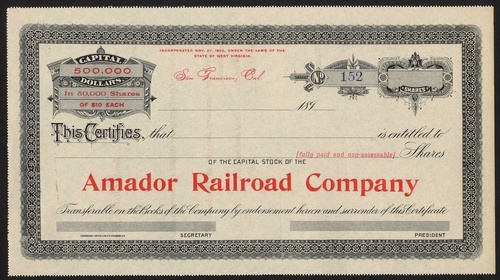 INCORPORATED NOV. 27, 1895, UNDER THE LAWS OF THE
STATE OF WEST VIRGINIA.
CAPITAL
500.000
DOLLARS
In 50,000 Shares
OF $10 EACH
San Francisco, Cal.
No 152
SHARES
189
This Certifies, that
is entitled to
(fully paid and non-assessable) Shares
OF THE CAPITAL STOCK OF THE
Amador Railroad Company
Transferable on the Books of the Company by endorsement hereon and surrender of this Certificate
SECRETARY
PRESIDENT